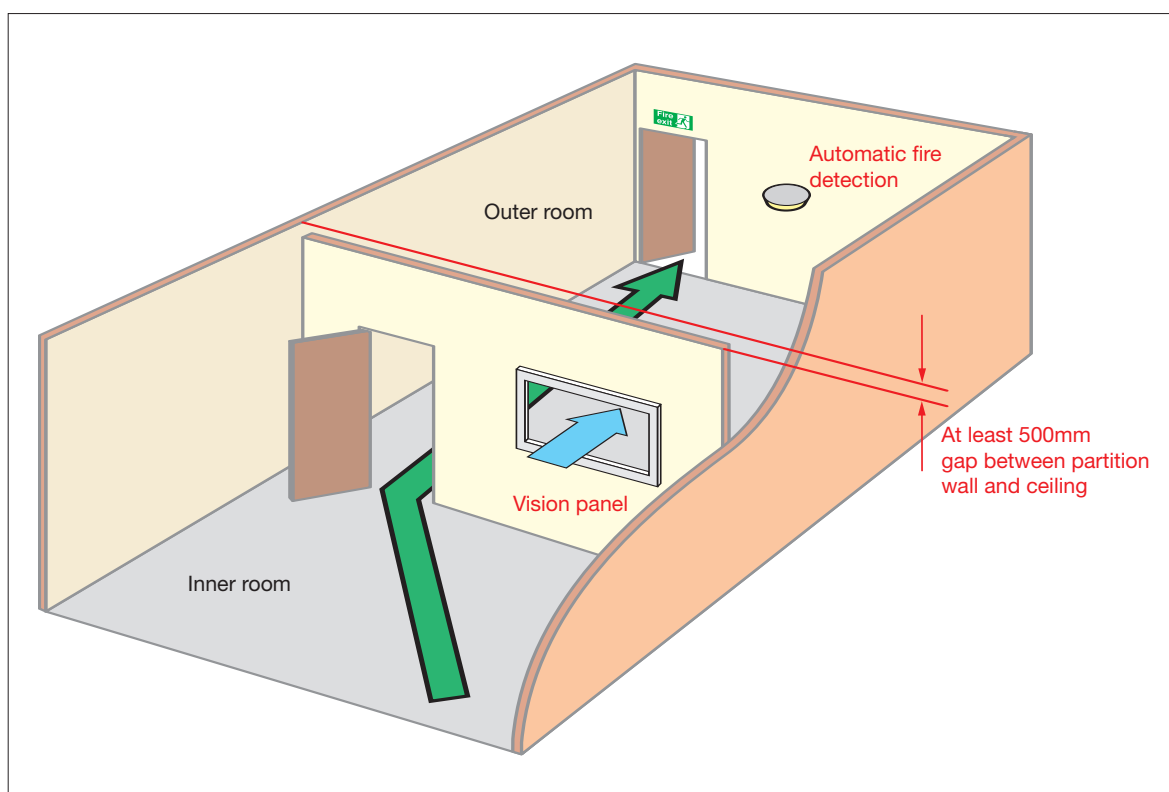 Fire
exit
Automatic fire
detection
Outer room
At least 500mm
gap between partition
wall and ceiling
Vision panel
Inner room